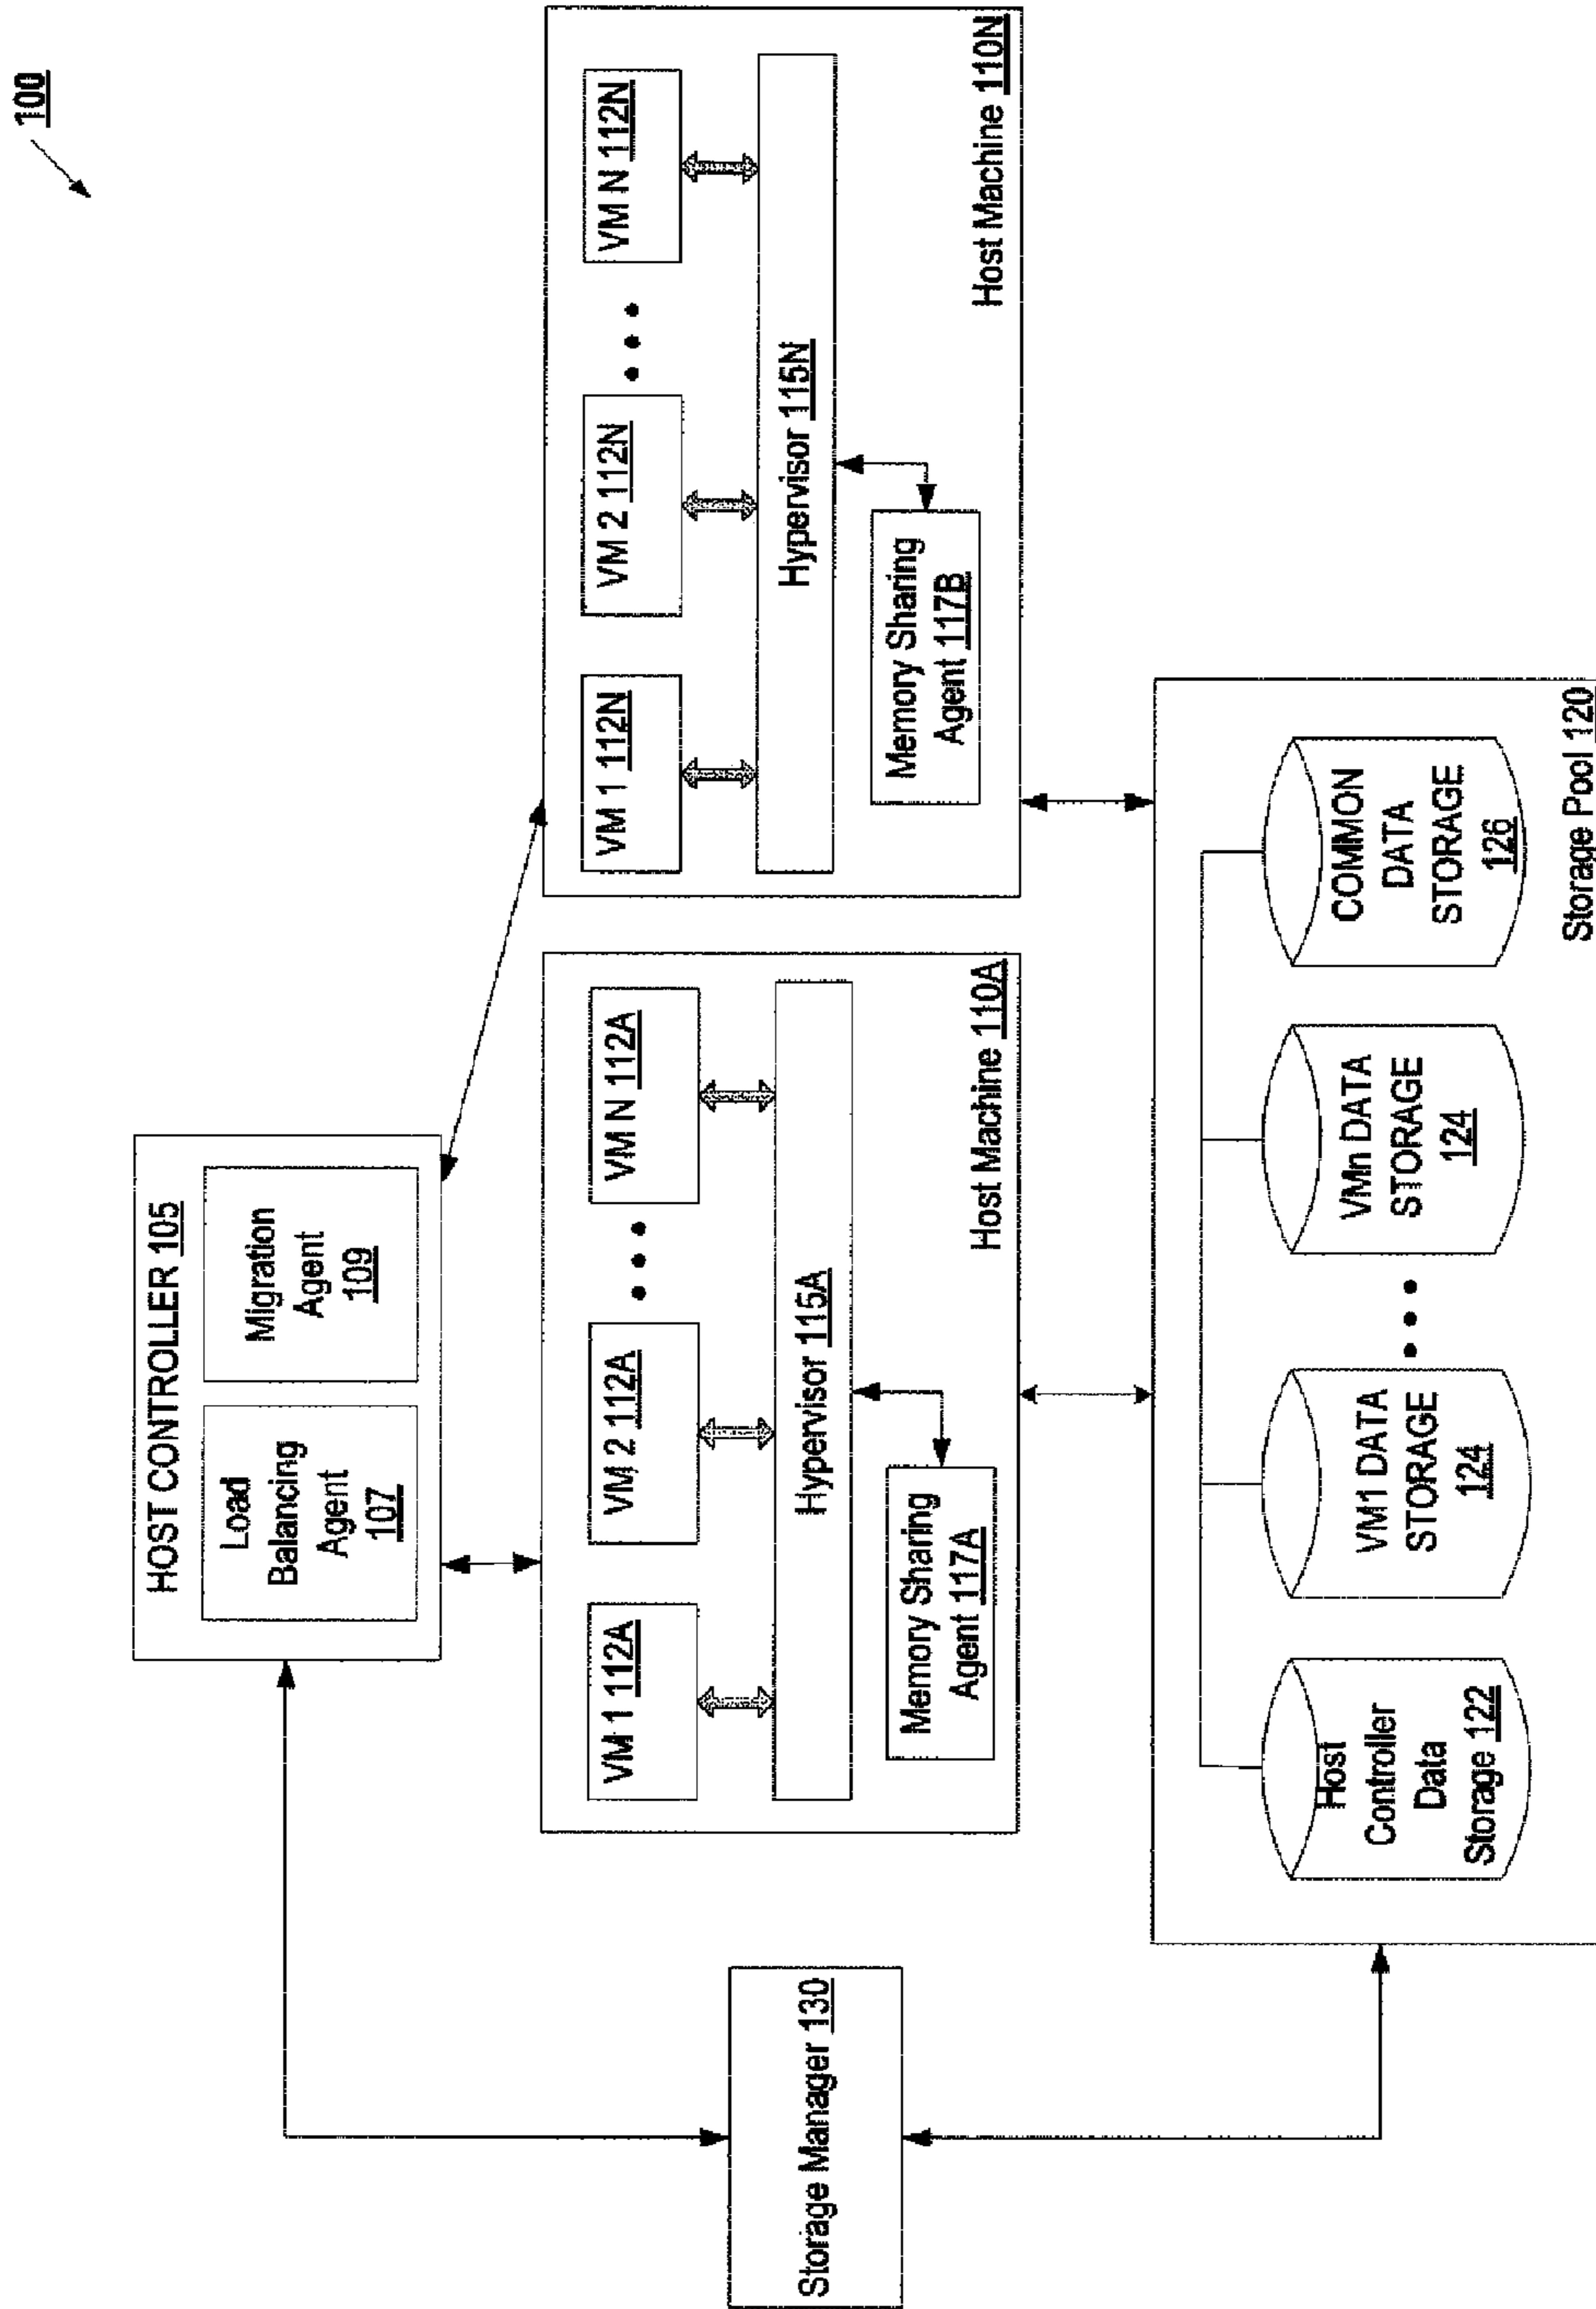 100
HOST CONTROLLER 105
Load
Balancing
Agent
107
Migration
Agent
109
Storage Manager 130
VM 1 112A
VM 2 112A
VM N 112A
Hypervisor 115A
Memory Sharing
Agent 117A
Host Machine 110A
VM 1 112N
VM 2 112N
VM N 112N
Hypervisor 115N
Memory Sharing
Agent 117B
Host Machine 110N
Host
Controller
Data
Storage 122
VM1 DATA
STORAGE
124
VMn DATA
STORAGE
124
COMMON
DATA
STORAGE
126
Storage Pool 120